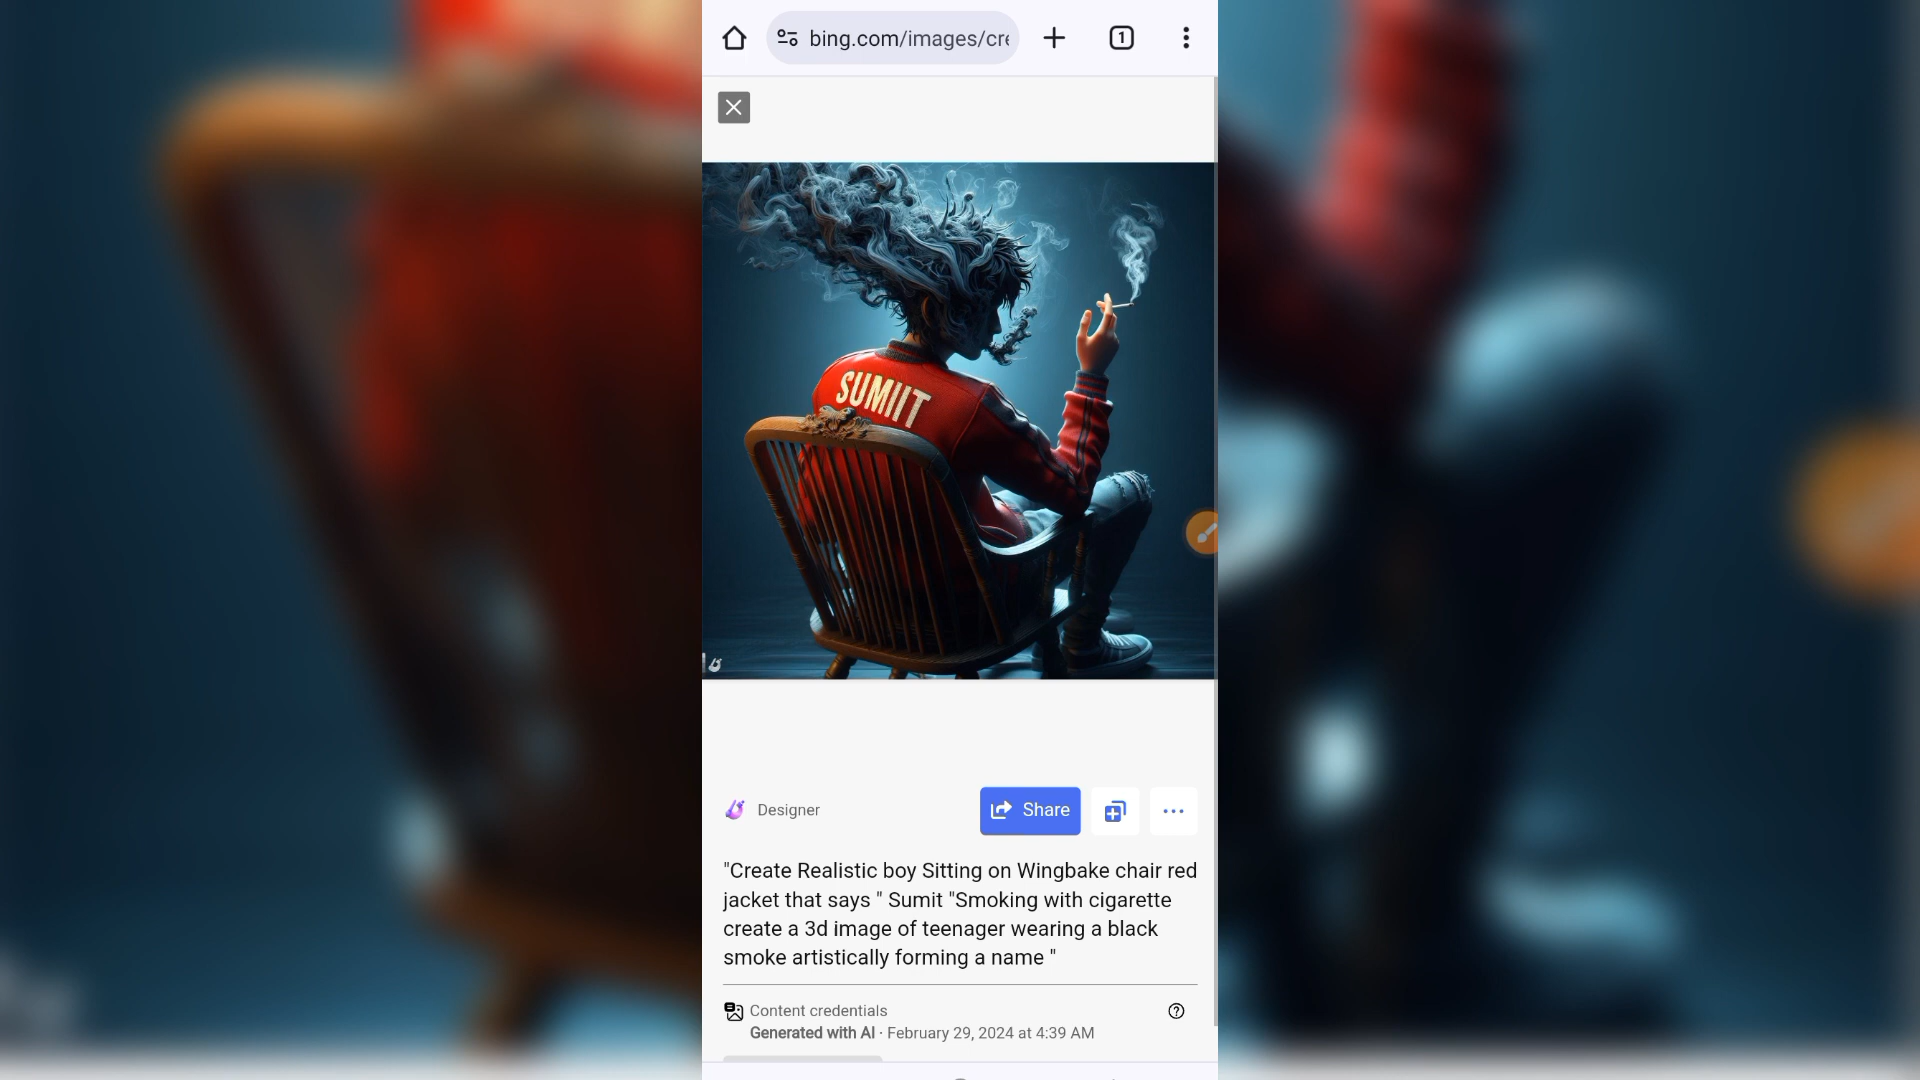 bing.com/images/cre
1
SUMIIT
Designer
Share
"Create Realistic boy Sitting on Wingbake chair red
jacket that says " Sumit "Smoking with cigarette
create a 3d image of teenager wearing a black
smoke artistically forming a name "
Content credentials
Generated with AI · February 29, 2024 at 4:39 AM